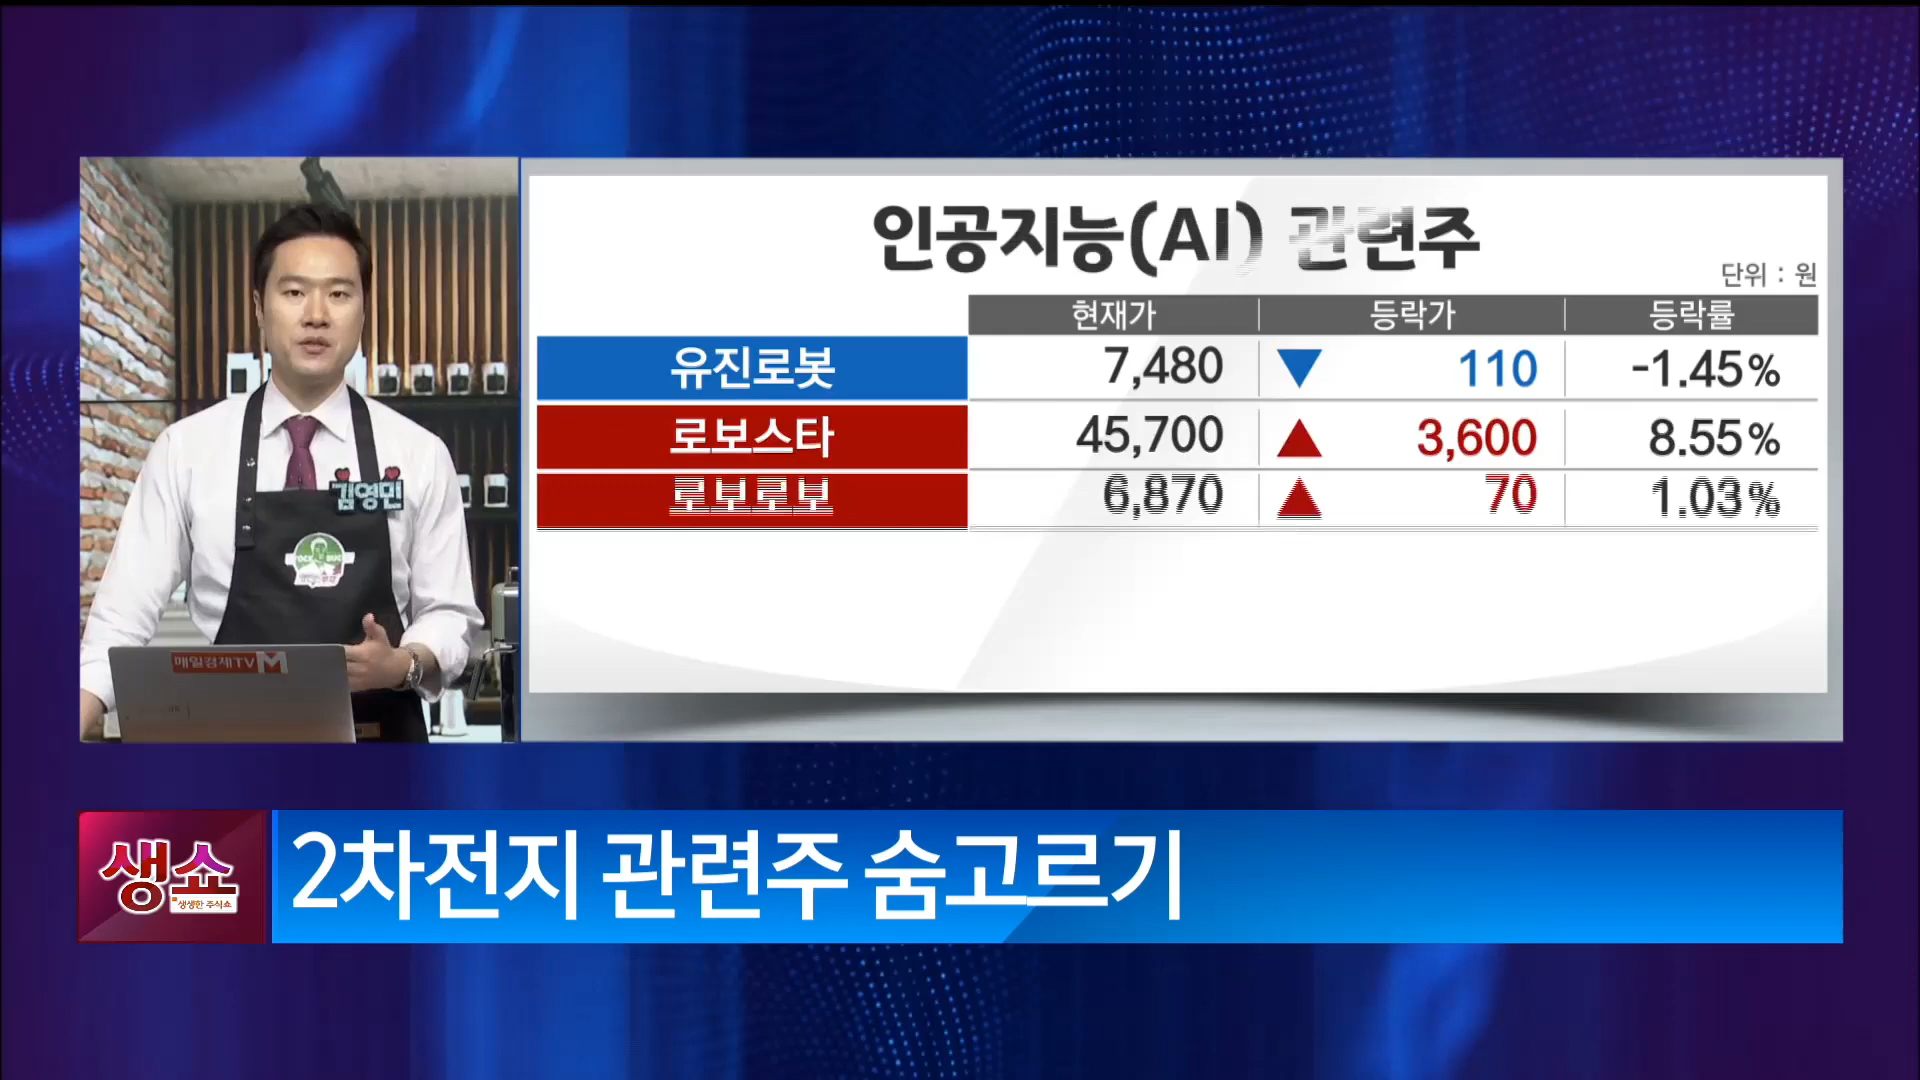 인공지능(AI) 관련주
단위 : 원
현재가 등락가 등락률
유진로봇 7,480 ▼ 110 -1.45%
로보스타 45,700 ▲ 3,600 8.55%
로보로보 6,870 ▲ 70 1.03%
김영민
매일경제TV M
생쇼
생생한 주식쇼
2차전지 관련주 숨고르기